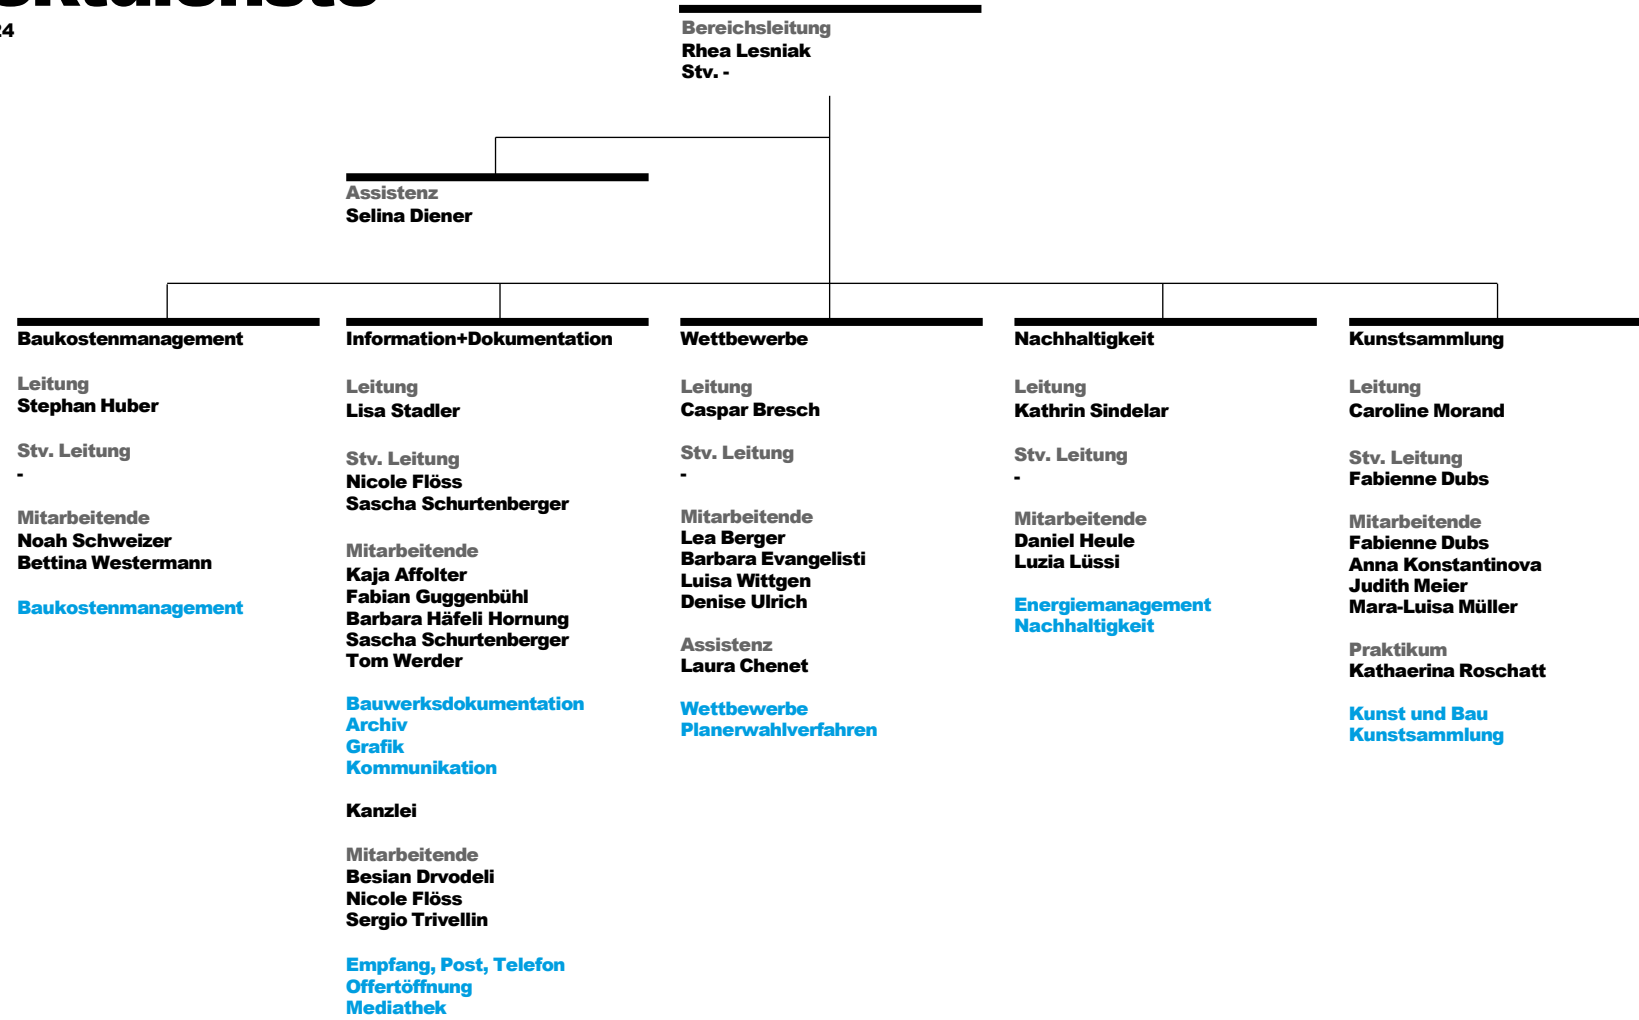 Bereichsleitung
Rhea Lesniak
Stv. -
Assistenz
Selina Diener
Baukostenmanagement
Leitung
Stephan Huber
Stv. Leitung
-
Mitarbeitende
Noah Schweizer
Bettina Westermann
Baukostenmanagement
Information+Dokumentation
Leitung
Lisa Stadler
Stv. Leitung
Nicole Flöss
Sascha Schurtenberger
Mitarbeitende
Kaja Affolter
Fabian Guggenbühl
Barbara Häfeli Hornung
Sascha Schurtenberger
Tom Werder
Bauwerksdokumentation
Archiv
Grafik
Kommunikation
Kanzlei
Mitarbeitende
Besian Drvodeli
Nicole Flöss
Sergio Trivellin
Empfang, Post, Telefon
Offertöffnung
Mediathek
Wettbewerbe
Leitung
Caspar Bresch
Stv. Leitung
-
Mitarbeitende
Lea Berger
Barbara Evangelisti
Luisa Wittgen
Denise Ulrich
Assistenz
Laura Chenet
Wettbewerbe
Planerwahlverfahren
Nachhaltigkeit
Leitung
Kathrin Sindelar
Stv. Leitung
-
Mitarbeitende
Daniel Heule
Luzia Lüssi
Energiemanagement
Nachhaltigkeit
Kunstsammlung
Leitung
Caroline Morand
Stv. Leitung
Fabienne Dubs
Mitarbeitende
Fabienne Dubs
Anna Konstantinova
Judith Meier
Mara-Luisa Müller
Praktikum
Kathaerina Roschatt
Kunst und Bau
Kunstsammlung